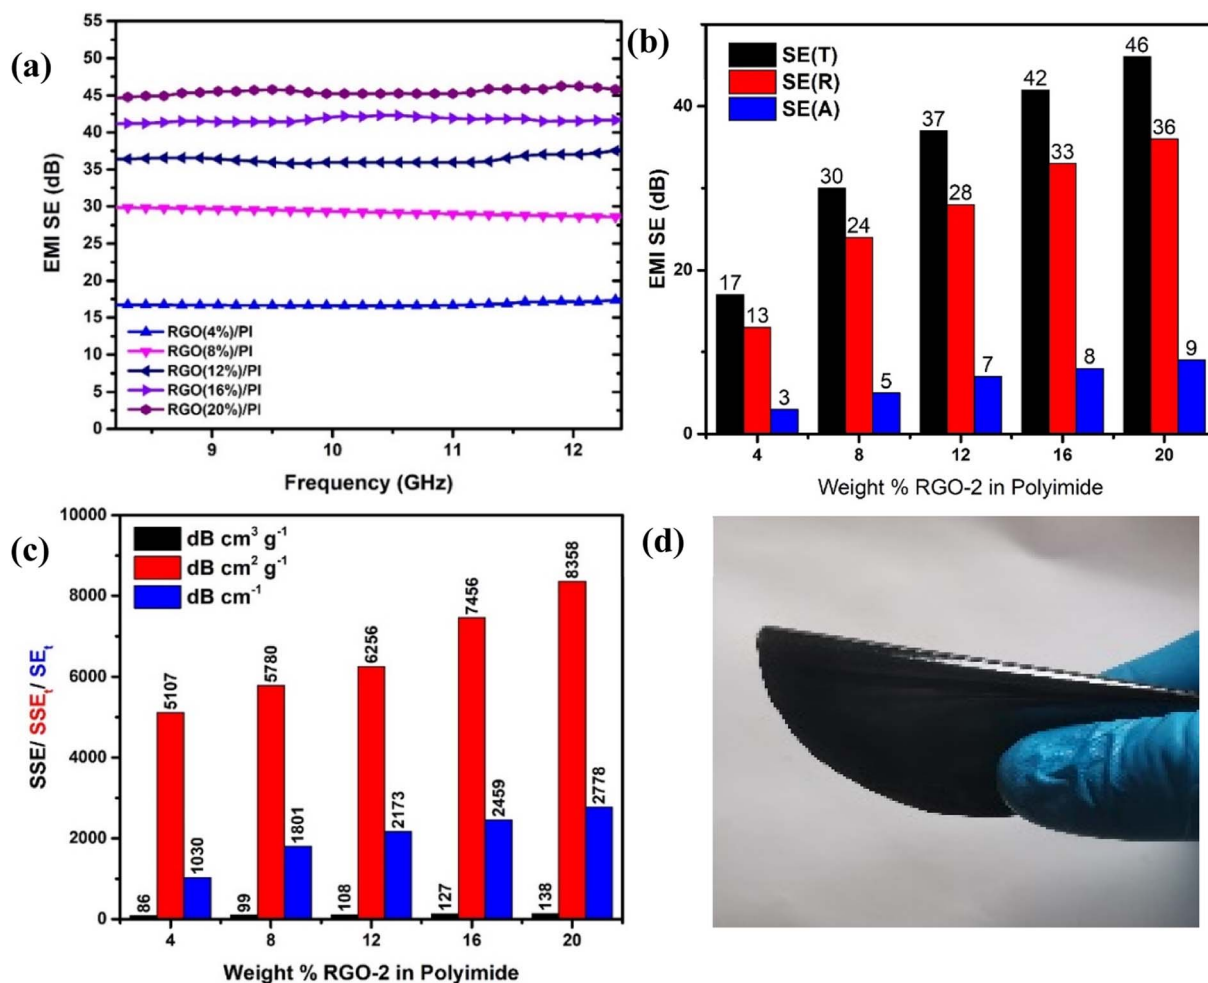 (a)
55
50
45
40
35
30
25
20
15
10
5
0
EMI SE (dB)
RGO(4%)/PI
RGO(8%)/PI
RGO(12%)/PI
RGO(16%)/PI
RGO(20%)/PI
9 10 11 12
Frequency (GHz)
(b)
SE(T)
SE(R)
SE(A)
40
20
0
EMI SE (dB)
17 13 3
30 24 5
37 28 7
42 33 8
46 36 9
4 8 12 16 20
Weight % RGO-2 in Polyimide
(c)
dB cm³ g⁻¹
dB cm² g⁻¹
dB cm⁻¹
10000
8000
6000
4000
2000
0
SSE/ SSEₜ/ SEₜ
86 5107 1030
99 5780 1801
108 6256 2173
127 7456 2459
138 8358 2778
4 8 12 16 20
Weight % RGO-2 in Polyimide
(d)